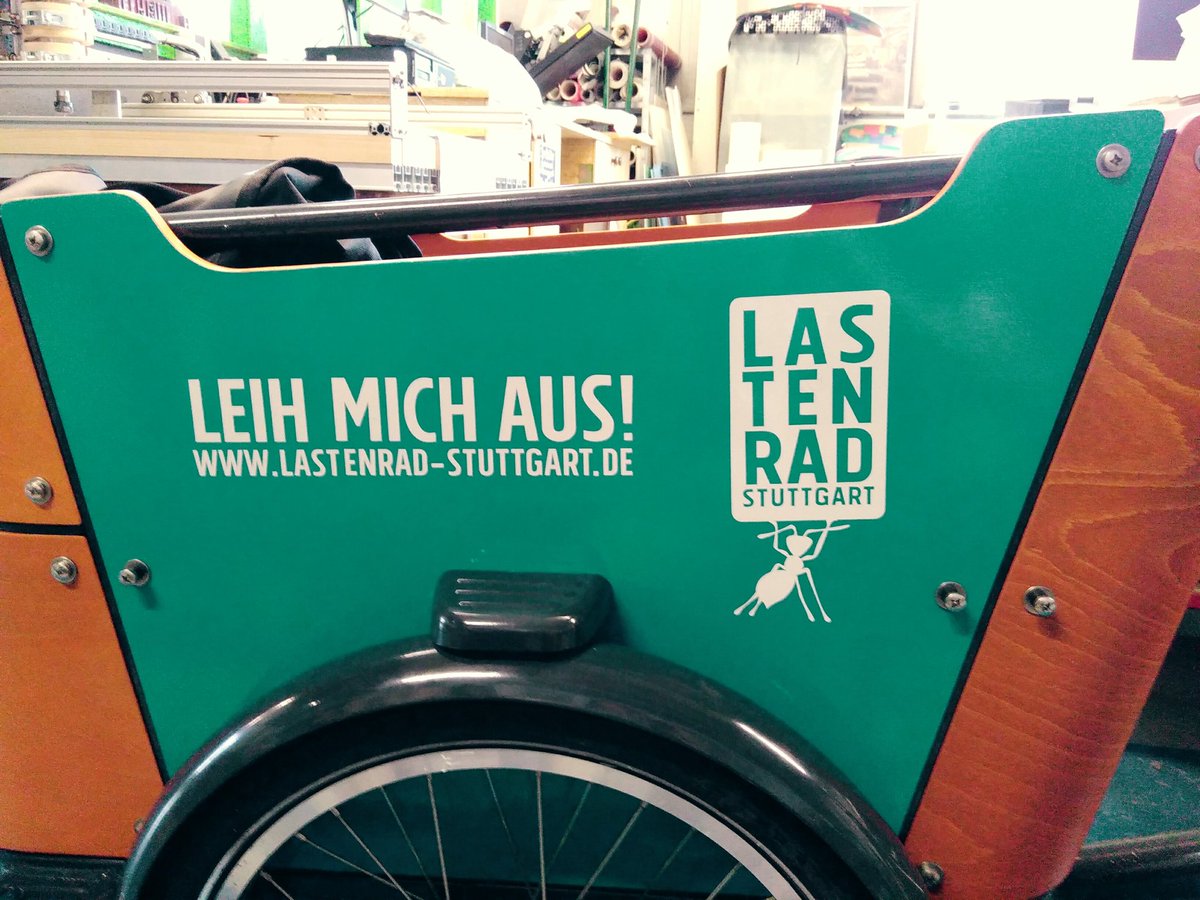 LEIH MICH AUS!
WWW.LASTENRAD-STUTTGART.DE
LAS
TEN
RAD
STUTTGART